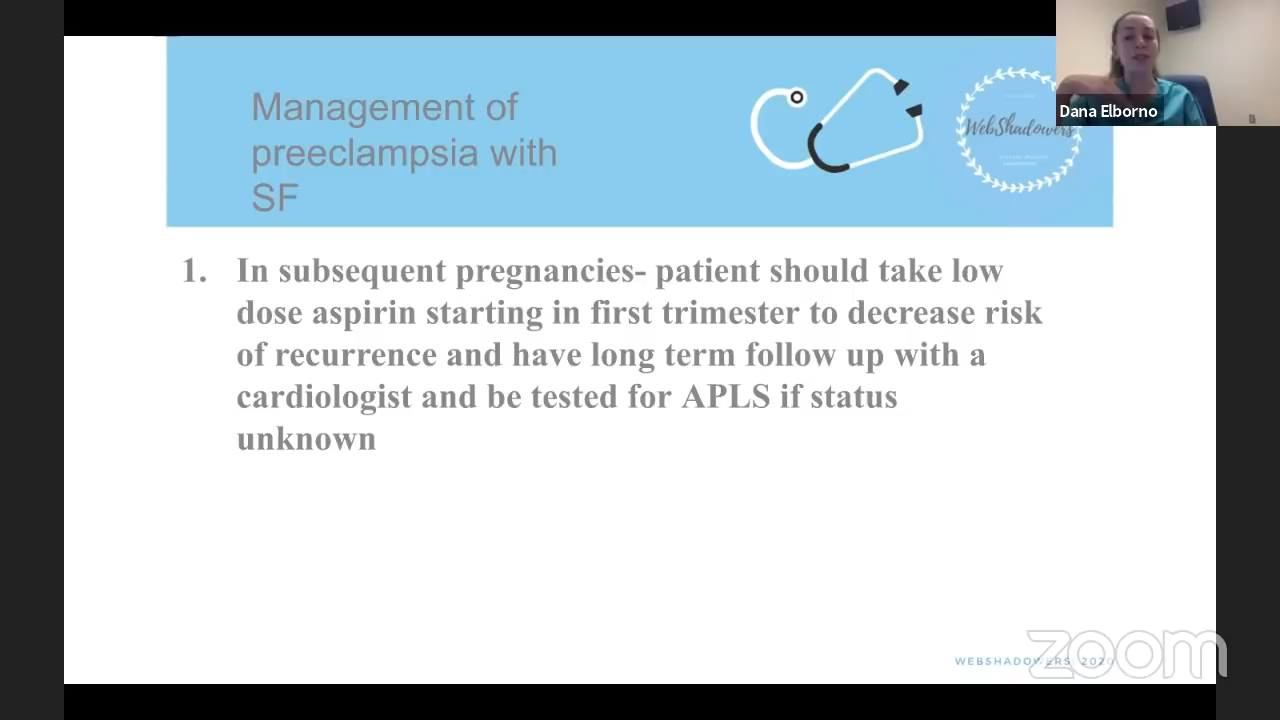 Management of
preeclampsia with
SF
WebShadowers
Dana Elborno
1. In subsequent pregnancies- patient should take low
dose aspirin starting in first trimester to decrease risk
of recurrence and have long term follow up with a
cardiologist and be tested for APLS if status
unknown
WEBSHADOWERS 2020
zoom